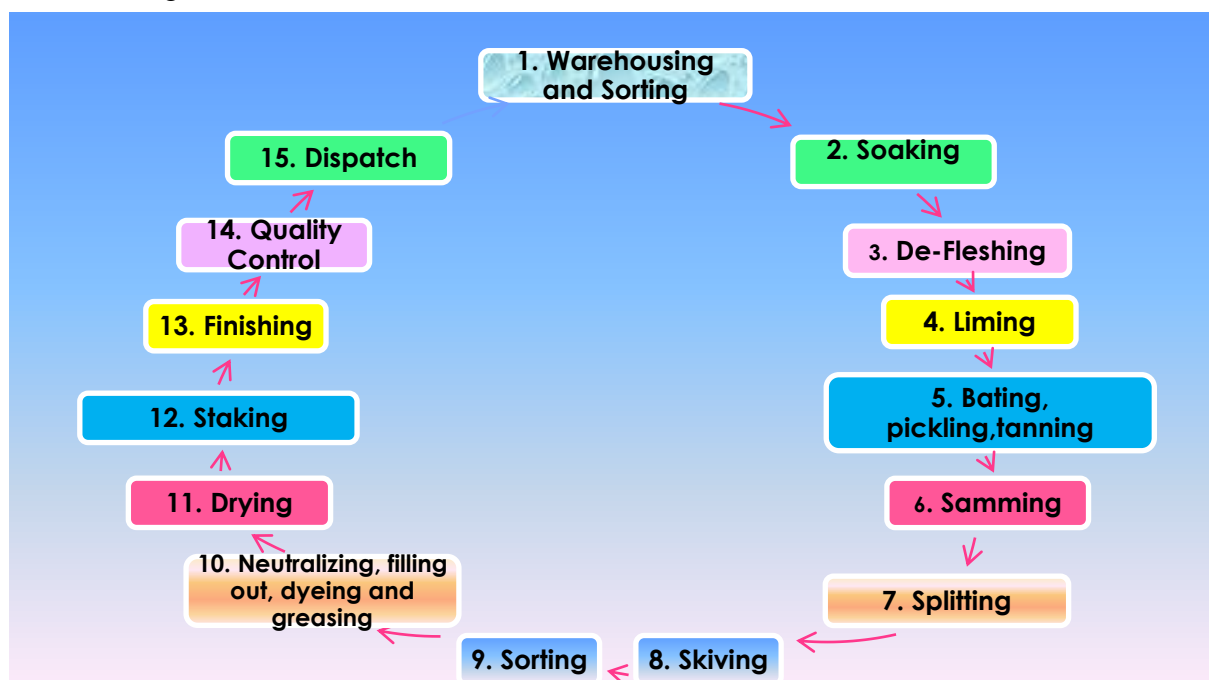 1. Warehousing
and Sorting
2. Soaking
3. De-Fleshing
4. Liming
5. Bating,
pickling,tanning
6. Samming
7. Splitting
8. Skiving
9. Sorting
10. Neutralizing, filling
out, dyeing and
greasing
11. Drying
12. Staking
13. Finishing
14. Quality
Control
15. Dispatch